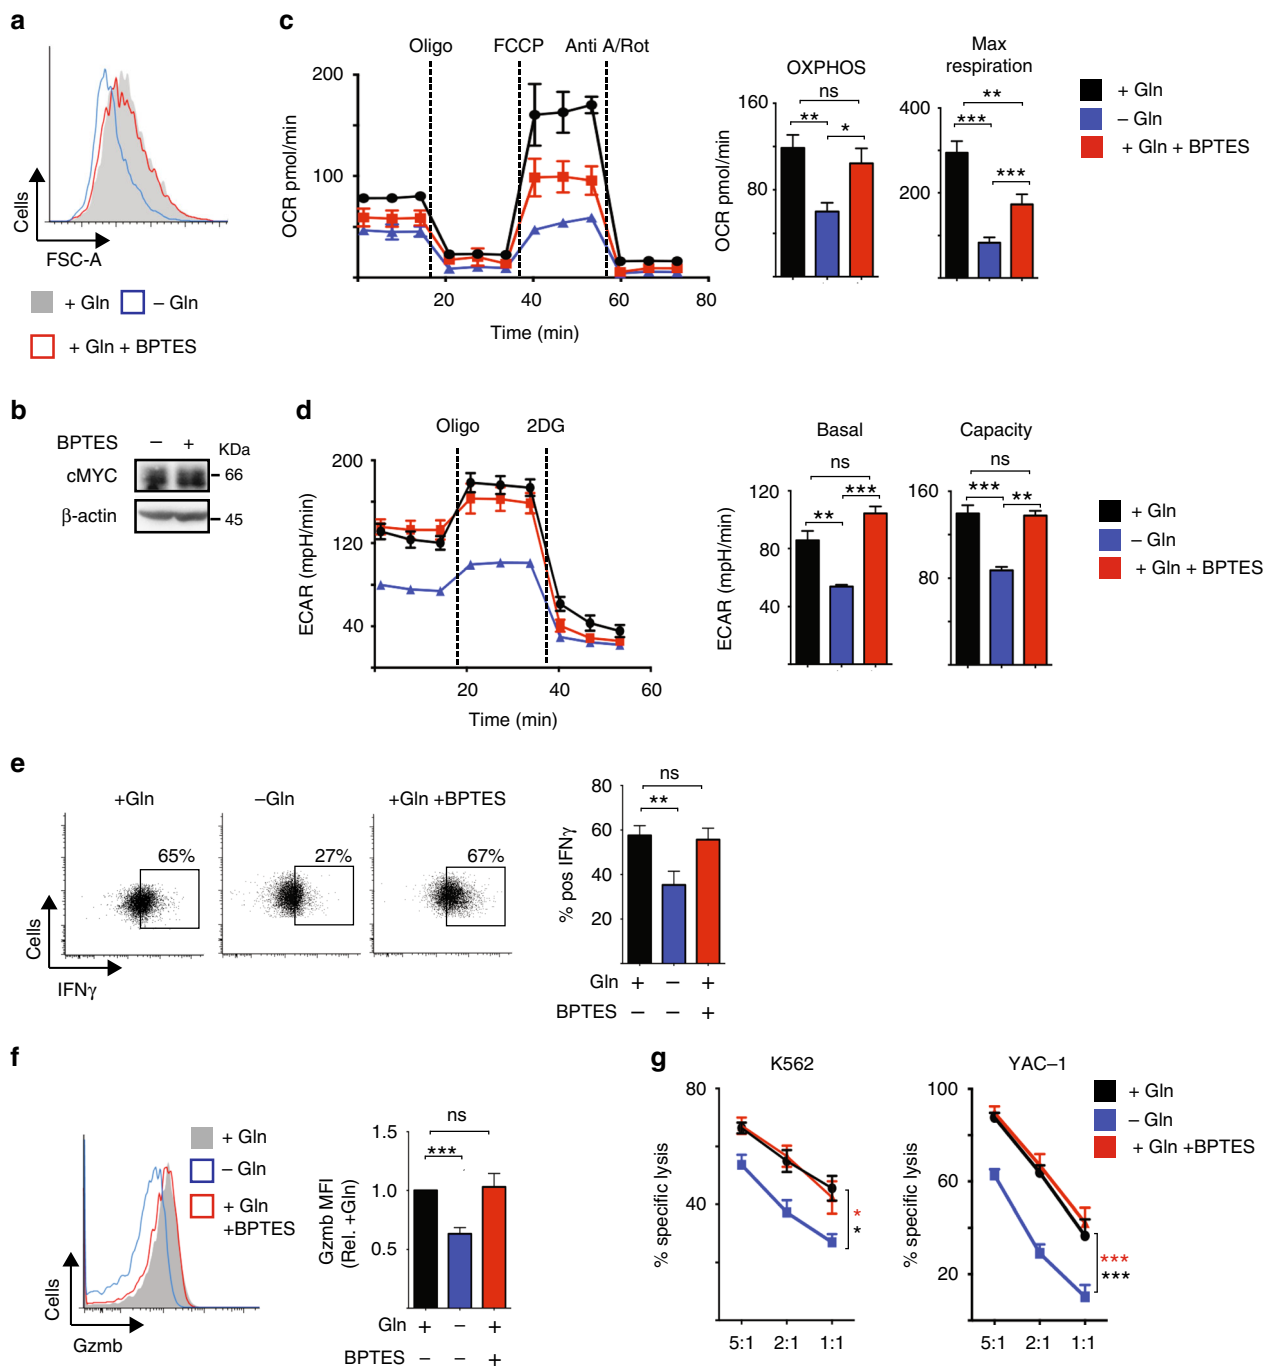 a
Cells
FSC-A
+ Gln
– Gln
+ Gln + BPTES
b
BPTES – + KDa
cMYC 66
β-actin 45
c
Oligo FCCP Anti A/Rot
200
100
OCR pmol/min
20 40 60 80
Time (min)
OXPHOS
ns
** *
160
80
OCR pmol/min
Max
respiration
**
***
***
400
200
+ Gln
– Gln
+ Gln + BPTES
d
Oligo 2DG
200
120
40
ECAR (mpH/min)
20 40 60
Time (min)
Basal
ns
***
**
120
80
40
ECAR (mpH/min)
Capacity
ns
*** **
160
80
+ Gln
– Gln
+ Gln + BPTES
e
+Gln –Gln +Gln +BPTES
65% 27% 67%
Cells
IFNγ
ns
**
80
60
40
20
% pos IFNγ
Gln + – +
BPTES – – +
f
+ Gln
– Gln
+ Gln
+BPTES
Cells
Gzmb
ns
***
1.5
1.0
0.5
Gzmb MFI
(Rel. +Gln)
Gln + – +
BPTES – – +
g
K562
80
40
% specific lysis
*
*
5:1 2:1 1:1
YAC–1
100
60
20
% specific lysis
***
***
5:1 2:1 1:1
+ Gln
– Gln
+ Gln +BPTES